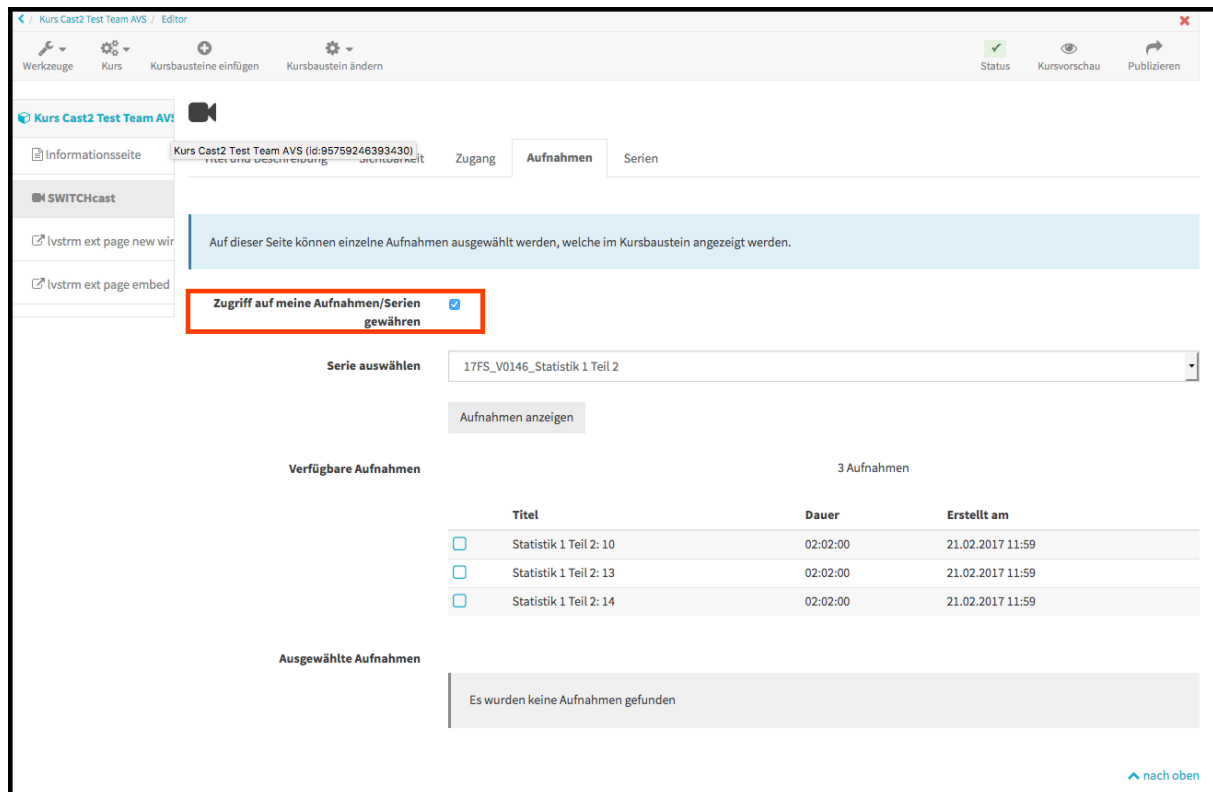 / Kurs Cast2 Test Team AVS / Editor
Werkzeuge Kurs Kursbausteine einfügen Kursbaustein ändern Status Kursvorschau Publizieren
Kurs Cast2 Test Team AVS
Kurs Cast2 Test Team AVS (id:95759246393430)
Informationsseite
Titel und Beschreibung Sichtbarkeit Zugang Aufnahmen Serien
SWITCHcast
lvstrm ext page new wir
Auf dieser Seite können einzelne Aufnahmen ausgewählt werden, welche im Kursbaustein angezeigt werden.
lvstrm ext page embed
Zugriff auf meine Aufnahmen/Serien
gewähren
Serie auswählen 17FS_V0146_Statistik 1 Teil 2
Aufnahmen anzeigen
Verfügbare Aufnahmen 3 Aufnahmen
Titel Dauer Erstellt am
Statistik 1 Teil 2: 10 02:02:00 21.02.2017 11:59
Statistik 1 Teil 2: 13 02:02:00 21.02.2017 11:59
Statistik 1 Teil 2: 14 02:02:00 21.02.2017 11:59
Ausgewählte Aufnahmen
Es wurden keine Aufnahmen gefunden
nach oben